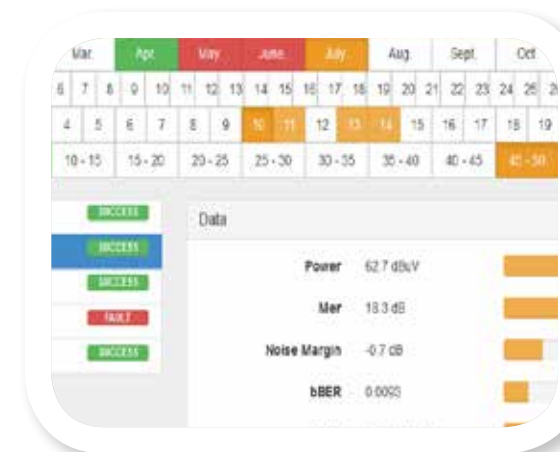 Mar. Apr. May. June. July. Aug. Sept. Oct
6 7 8 9 10 11 12 13 14 15 16 17 18 19 20 21 22 23 24 25 26
4 5 6 7 8 9 10 11 12 13 14 15 16 17 18 19
10 - 15 15 - 20 20 - 25 25 - 30 30 - 35 35 - 40 40 - 45 45 - 50
SUCCESS
Data
SUCCESS
Power 62.7 dBuV
SUCCESS
Mer 18.3 dB
FAULT
Noise Margin -0.7 dB
SUCCESS
bBER 0.0093